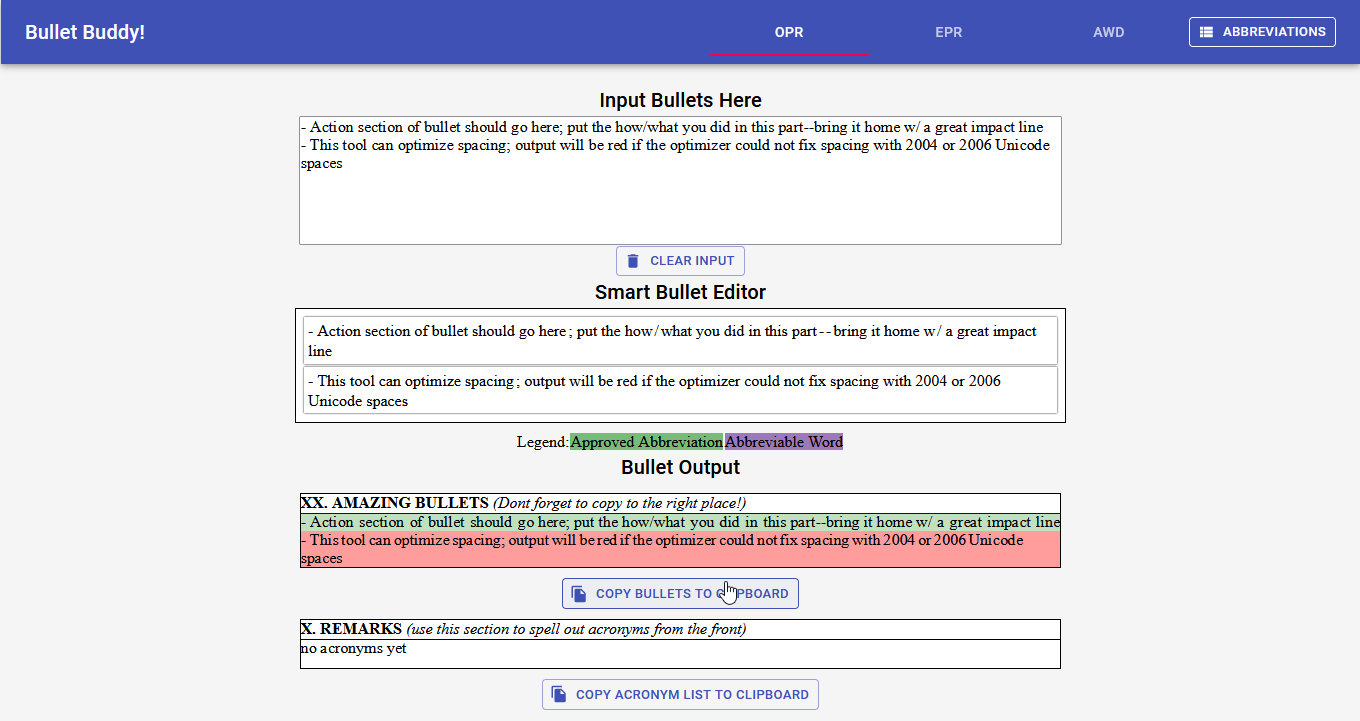 Bullet Buddy!
OPR
EPR
AWD
ABBREVIATIONS
Input Bullets Here
- Action section of bullet should go here; put the how/what you did in this part--bring it home w/ a great impact line
- This tool can optimize spacing; output will be red if the optimizer could not fix spacing with 2004 or 2006 Unicode
spaces
CLEAR INPUT
Smart Bullet Editor
- Action section of bullet should go here; put the how/what you did in this part--bring it home w/ a great impact
line
- This tool can optimize spacing; output will be red if the optimizer could not fix spacing with 2004 or 2006
Unicode spaces
Legend:Approved Abbreviation Abbreviable Word
Bullet Output
XX. AMAZING BULLETS (Dont forget to copy to the right place!)
- Action section of bullet should go here; put the how/what you did in this part--bring it home w/ a great impact line
- This tool can optimize spacing; output will be red if the optimizer could not fix spacing with 2004 or 2006 Unicode
spaces
COPY BULLETS TO CLIPBOARD
X. REMARKS (use this section to spell out acronyms from the front)
no acronyms yet
COPY ACRONYM LIST TO CLIPBOARD